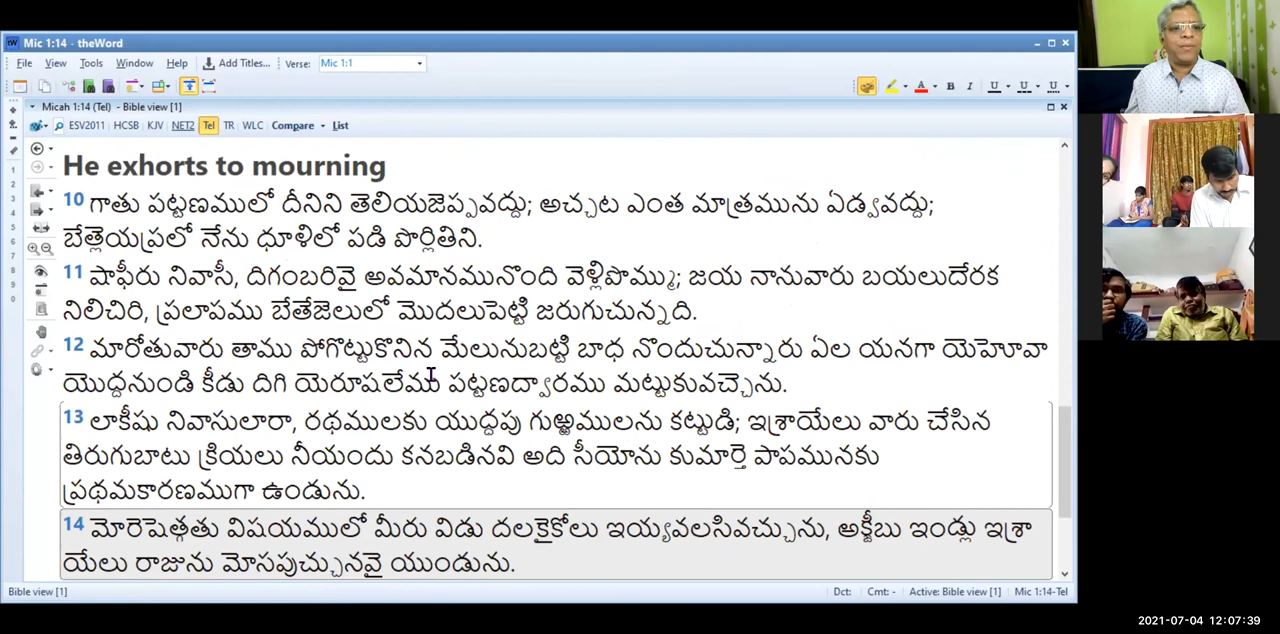 Mic 1:14 - theWord
File View Tools Window Help Add Titles... Verse: Mic 1:1
B I U U U
Micah 1:14 (Tel) - Bible view [1]
ESV2011 HCSB KJV NET2 Tel TR WLC Compare List
He exhorts to mourning
10 గాతు పట్టణములో దీనిని తెలియజెప్పవద్దు; అచ్చట ఎంత మాత్రమును ఏడ్వవద్దు;
బేత్లెయప్రలో నేను ధూళిలో పడి పొర్లితిని.
11 షాఫీరు నివాసీ, దిగంబరివై అవమానమునొంది వెళ్లిపొమ్ము; జయ నానువారు బయలుదేరక
నిలిచిరి, ప్రలాపము బేతేజెలులో మొదలుపెట్టి జరుగుచున్నది.
12 మారోతువారు తాము పోగొట్టుకొనిన మేలునుబట్టి బాధ నొందుచున్నారు ఏల యనగా యెహోవా
యొద్దనుండి కీడు దిగి యెరూషలేము పట్టణద్వారము మట్టుకువచ్చెను.
13 లాకీషు నివాసులారా, రథములకు యుద్దపు గుఱ్ఱములను కట్టుడి; ఇశ్రాయేలు వారు చేసిన
తిరుగుబాటు క్రియలు నీయందు కనబడినవి అది సీయోను కుమార్తె పాపమునకు
ప్రథమకారణముగా ఉండును.
14 మోరెషెత్గతు విషయములో మీరు విడు దలకైకోలు ఇయ్యవలసివచ్చును, అక్జీబు ఇండ్లు ఇశ్రా
యేలు రాజును మోసపుచ్చునవై యుండును.
Bible view [1] Dct: Cmt: - Active: Bible view [1] Mic 1:14-Tel
2021-07-04 12:07:39